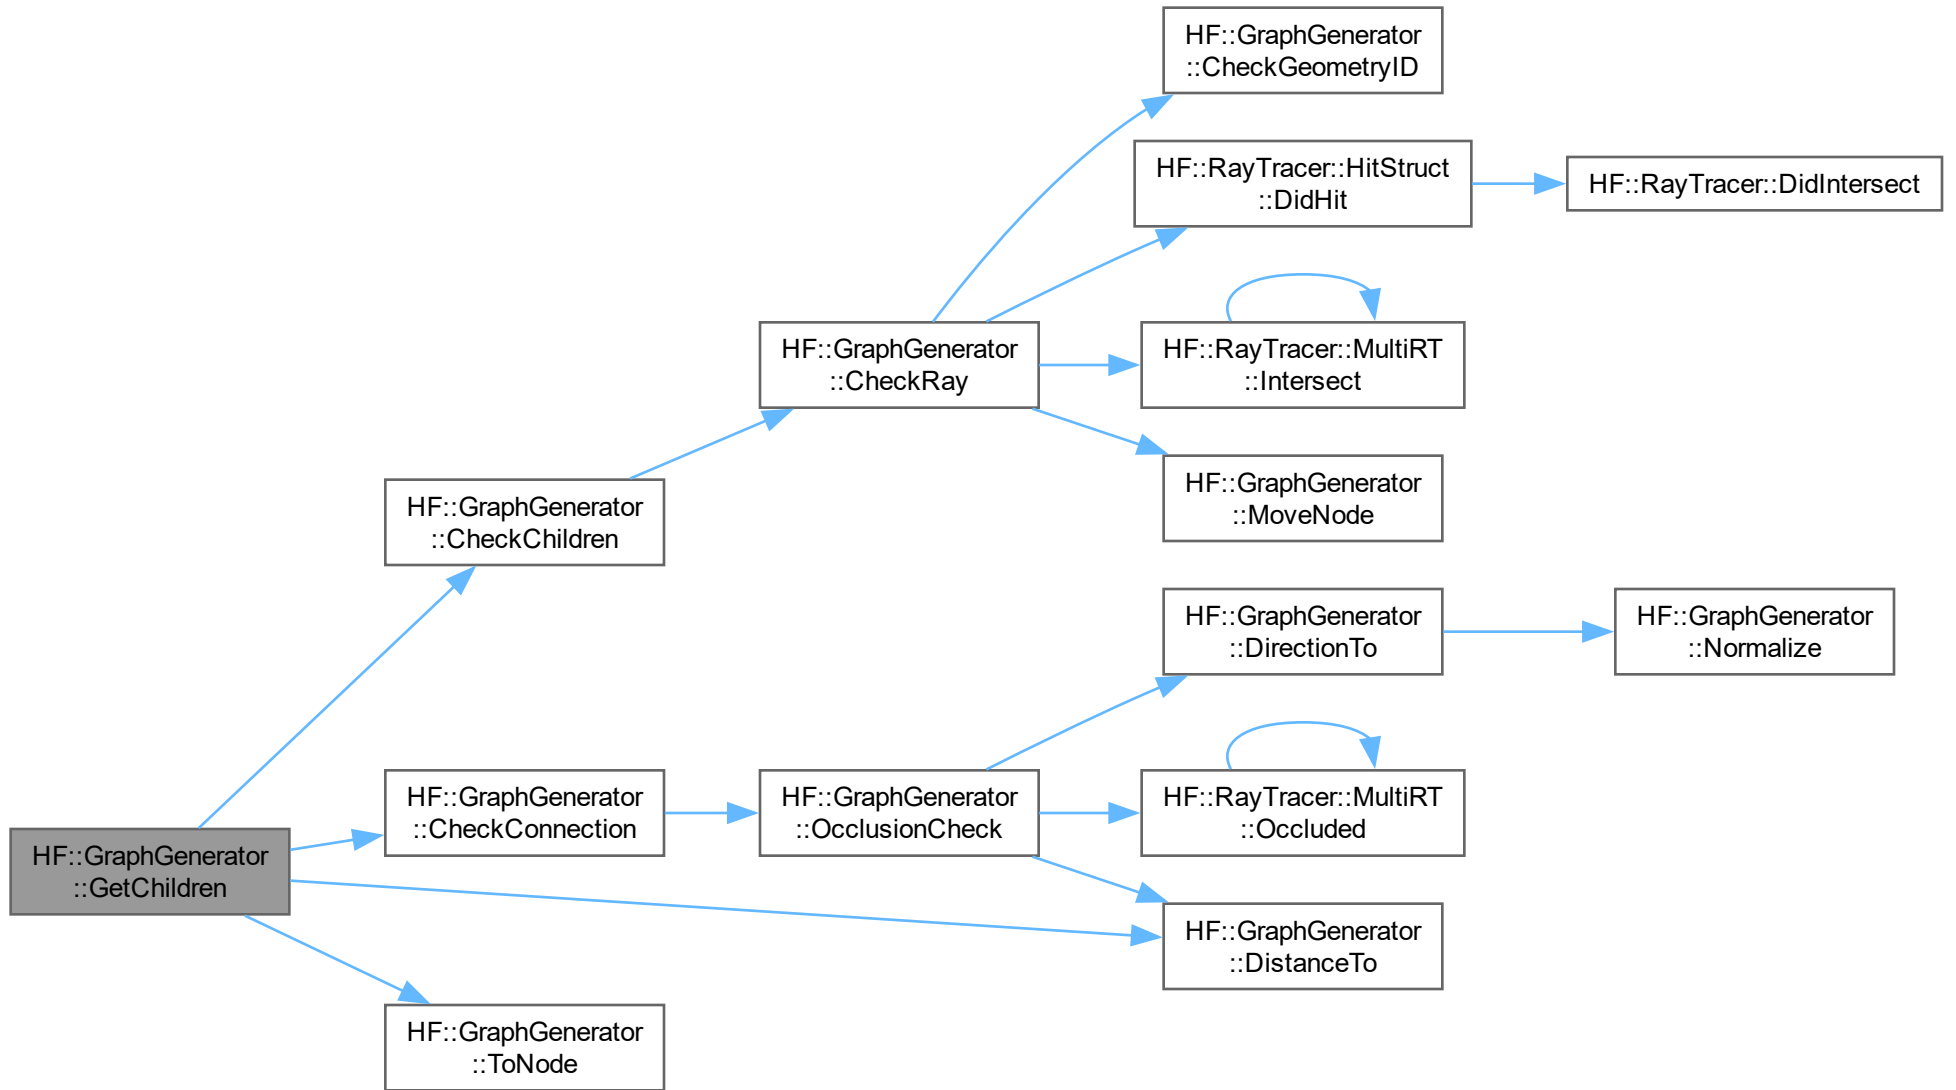 HF::GraphGenerator
::CheckGeometryID
HF::RayTracer::HitStruct
::DidHit
HF::RayTracer::DidIntersect
HF::GraphGenerator
::CheckRay
HF::RayTracer::MultiRT
::Intersect
HF::GraphGenerator
::MoveNode
HF::GraphGenerator
::CheckChildren
HF::GraphGenerator
::DirectionTo
HF::GraphGenerator
::Normalize
HF::GraphGenerator
::CheckConnection
HF::GraphGenerator
::OcclusionCheck
HF::RayTracer::MultiRT
::Occluded
HF::GraphGenerator
::GetChildren
HF::GraphGenerator
::DistanceTo
HF::GraphGenerator
::ToNode